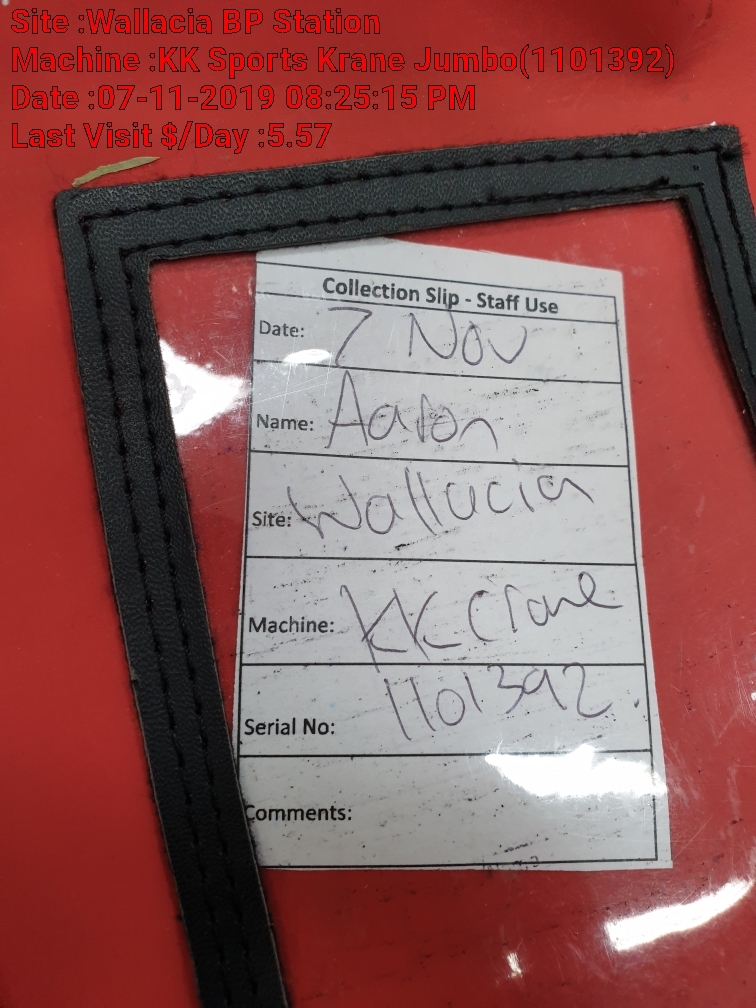 Site :Wallacia BP Station
Machine :KK Sports Krane Jumbo(1101392)
Date :07-11-2019 08:25:15 PM
Last Visit $/Day :5.57
Collection Slip - Staff Use
Date: 7 Nov
Name: Aaron
Site: Wallacia
Machine: KK Crane
Serial No: 1101392
Comments: